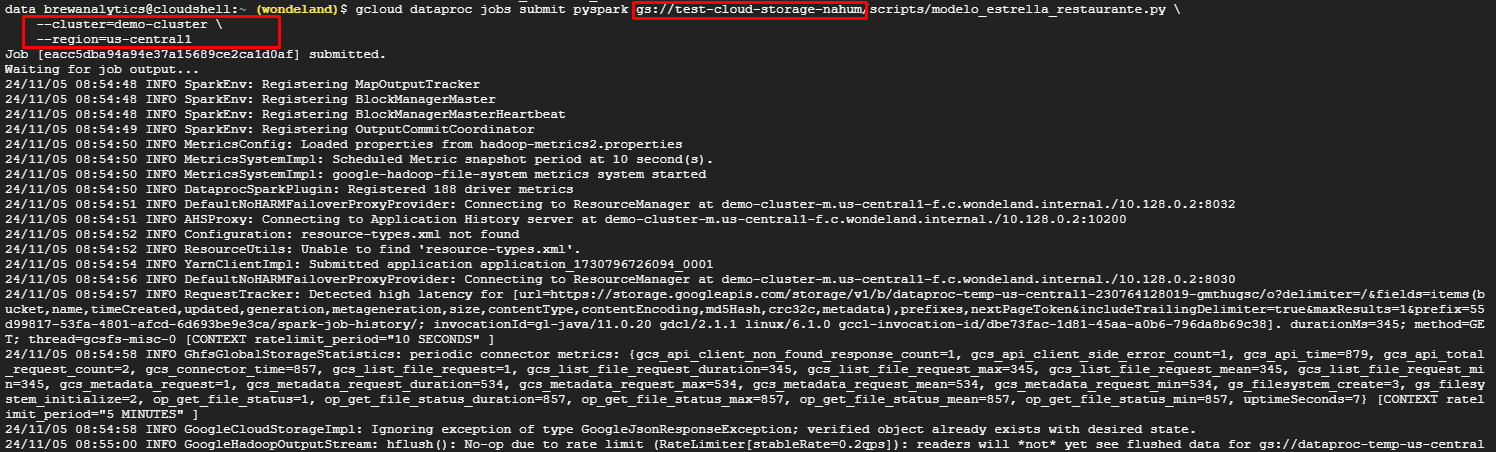 data brewanalytics@cloudshell:~ (wondeland)$ gcloud dataproc jobs submit pyspark gs://test-cloud-storage-nahum/scripts/modelo_estrella_restaurante.py \
--cluster=demo-cluster \
--region=us-central1
Job [eacc5dba94a94e37a15689ce2ca1d0af] submitted.
Waiting for job output...
24/11/05 08:54:48 INFO SparkEnv: Registering MapOutputTracker
24/11/05 08:54:48 INFO SparkEnv: Registering BlockManagerMaster
24/11/05 08:54:48 INFO SparkEnv: Registering BlockManagerMasterHeartbeat
24/11/05 08:54:49 INFO SparkEnv: Registering OutputCommitCoordinator
24/11/05 08:54:50 INFO MetricsConfig: Loaded properties from hadoop-metrics2.properties
24/11/05 08:54:50 INFO MetricsSystemImpl: Scheduled Metric snapshot period at 10 second(s).
24/11/05 08:54:50 INFO MetricsSystemImpl: google-hadoop-file-system metrics system started
24/11/05 08:54:50 INFO DataprocSparkPlugin: Registered 188 driver metrics
24/11/05 08:54:51 INFO DefaultNoHARMFailoverProxyProvider: Connecting to ResourceManager at demo-cluster-m.us-central1-f.c.wondeland.internal./10.128.0.2:8032
24/11/05 08:54:51 INFO AHSProxy: Connecting to Application History server at demo-cluster-m.us-central1-f.c.wondeland.internal./10.128.0.2:10200
24/11/05 08:54:52 INFO Configuration: resource-types.xml not found
24/11/05 08:54:52 INFO ResourceUtils: Unable to find 'resource-types.xml'.
24/11/05 08:54:54 INFO YarnClientImpl: Submitted application application_1730796726094_0001
24/11/05 08:54:56 INFO DefaultNoHARMFailoverProxyProvider: Connecting to ResourceManager at demo-cluster-m.us-central1-f.c.wondeland.internal./10.128.0.2:8030
24/11/05 08:54:57 INFO RequestTracker: Detected high latency for [url=https://storage.googleapis.com/storage/v1/b/dataproc-temp-us-central1-230764128019-gmthugsc/o?delimiter=/&fields=items(b
ucket,name,timeCreated,updated,generation,metageneration,size,contentType,contentEncoding,md5Hash,crc32c,metadata),prefixes,nextPageToken&includeTrailingDelimiter=true&maxResults=1&prefix=55
d99817-53fa-4801-afcd-6d693be9e3ca/spark-job-history/; invocationId=gl-java/11.0.20 gdcl/2.1.1 linux/6.1.0 gccl-invocation-id/dbe73fac-1d81-45aa-a0b6-796da8b69c38]. durationMs=345; method=GE
T; thread=gcsfs-misc-0 [CONTEXT ratelimit_period="10 SECONDS" ]
24/11/05 08:54:58 INFO GhfsGlobalStorageStatistics: periodic connector metrics: {gcs_api_client_non_found_response_count=1, gcs_api_client_side_error_count=1, gcs_api_time=879, gcs_api_total
_request_count=2, gcs_connector_time=857, gcs_list_file_request=1, gcs_list_file_request_duration=345, gcs_list_file_request_max=345, gcs_list_file_request_mean=345, gcs_list_file_request_mi
n=345, gcs_metadata_request=1, gcs_metadata_request_duration=534, gcs_metadata_request_max=534, gcs_metadata_request_mean=534, gcs_metadata_request_min=534, gs_filesystem_create=3, gs_filesy
stem_initialize=2, op_get_file_status=1, op_get_file_status_duration=857, op_get_file_status_max=857, op_get_file_status_mean=857, op_get_file_status_min=857, uptimeSeconds=7} [CONTEXT ratel
imit_period="5 MINUTES" ]
24/11/05 08:54:58 INFO GoogleCloudStorageImpl: Ignoring exception of type GoogleJsonResponseException; verified object already exists with desired state.
24/11/05 08:55:00 INFO GoogleHadoopOutputStream: hflush(): No-op due to rate limit (RateLimiter[stableRate=0.2qps]): readers will *not* yet see flushed data for gs://dataproc-temp-us-central